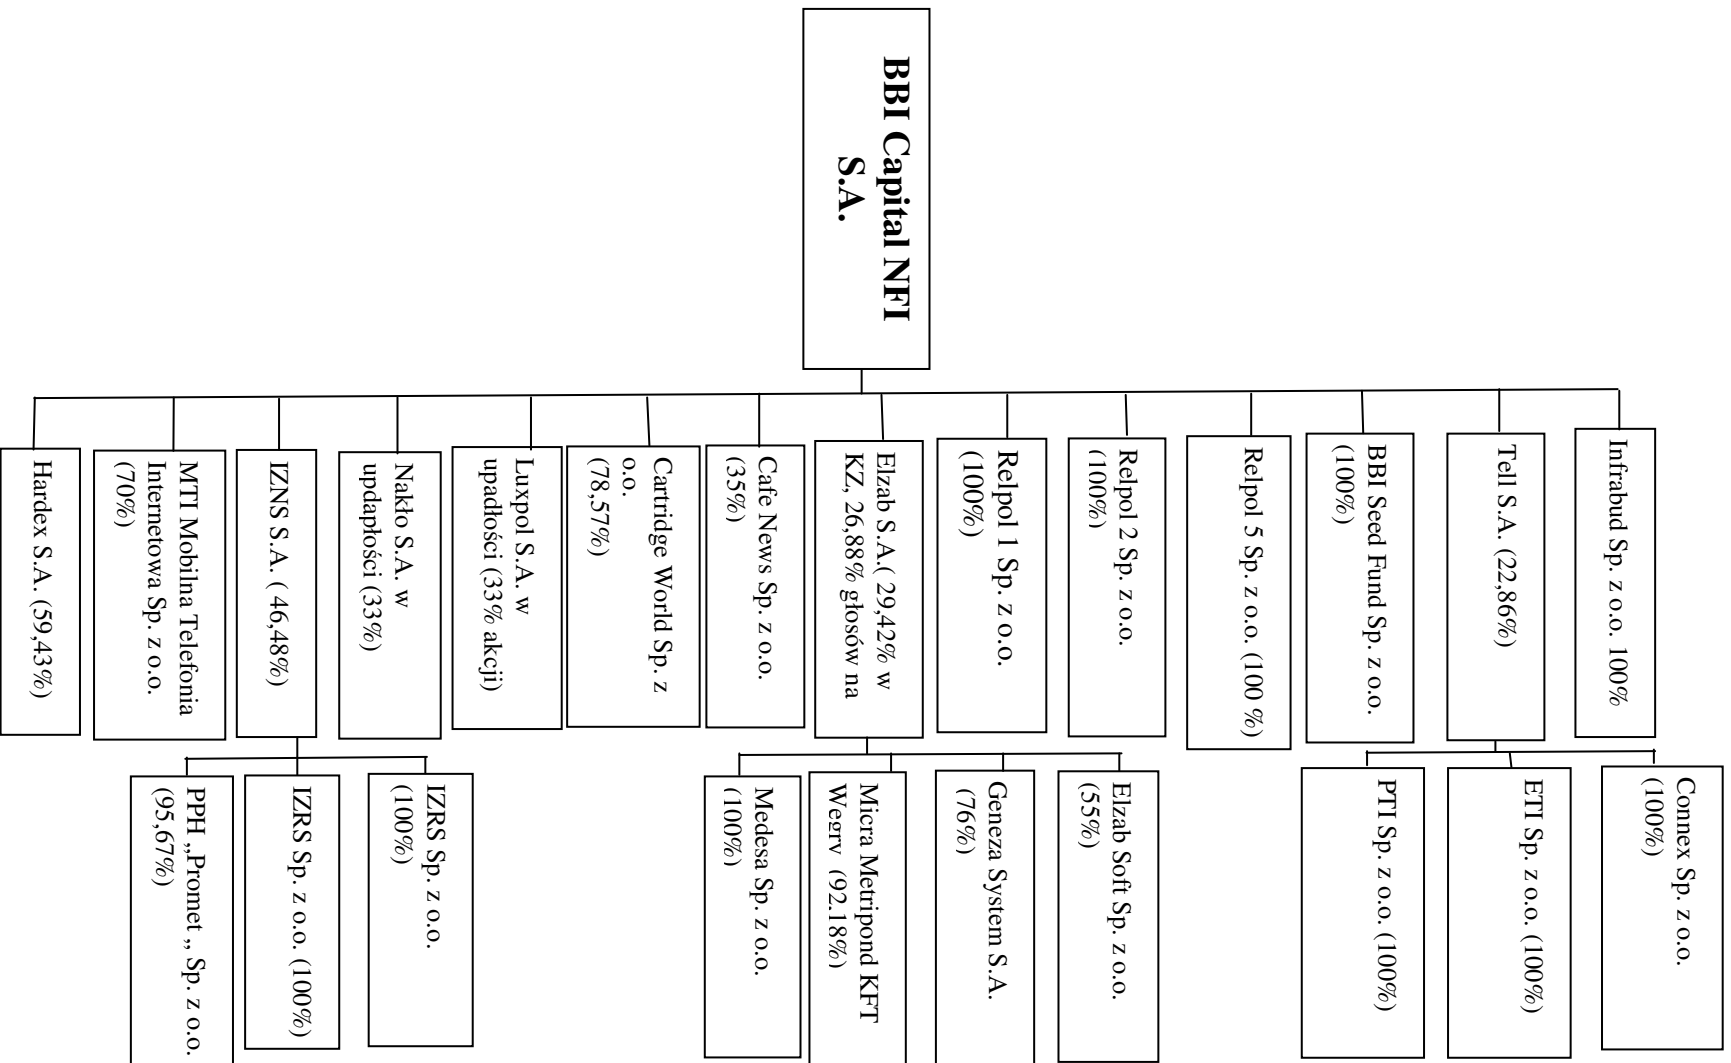 BBI Capital NFI
S.A.
Infrabud Sp. z o.o. 100%
Tell S.A. (22,86%)
BBI Seed Fund Sp. z o.o.
(100%)
Relpol 5 Sp. z o.o. (100 %)
Relpol 2 Sp. z o.o.
(100%)
Relpol 1 Sp. z o.o.
(100%)
Elzab S.A.( 29,42% w
KZ, 26,88% głosów na
Cafe News Sp. z o.o.
(35%)
Cartridge World Sp. z
o.o.
(78,57%)
Luxpol S.A. w
upadłości (33% akcji)
Nakło S.A. w
updapłości (33%)
IZNS S.A. ( 46,48%)
MTI Mobilna Telefonia
Internetowa Sp. z o.o.
(70%)
Hardex S.A. (59,43%)
Connex Sp. z o.o.
(100%)
ETI Sp. z o.o. (100%)
PTI Sp. z o.o. (100%)
Elzab Soft Sp. z o.o.
(55%)
Geneza System S.A.
(76%)
Micra Metripond KFT
Węgry (92.18%)
Medesa Sp. z o.o.
(100%)
IZRS Sp. z o.o.
(100%)
IZRS Sp. z o.o. (100%)
PPH „Promet „ Sp. z o.o.
(95,67%)